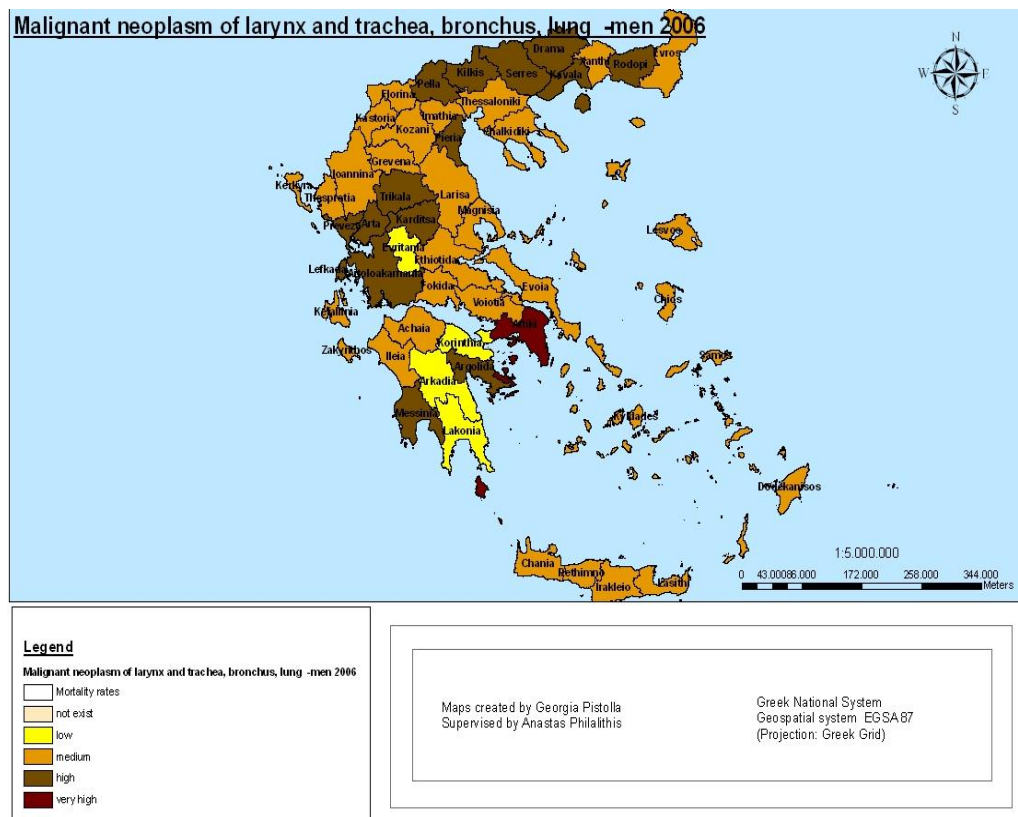 Malignant neoplasm of larynx and trachea, bronchus, lung -men 2006
N
W E
S
Drama
Evros
Xanthi
Rodopi
Kilkis
Serres
Kavala
Pella
Florina
Thessaloniki
Kastoria
Imathia
Kozani
Chalkidiki
Pieria
Grevena
Ioannina
Kerkyra
Thesprotia
Trikala
Larisa
Magnisia
Preveza
Arta
Karditsa
Lesvos
Evritania
Fthiotida
Lefkada
Aitoloakarnania
Fokida
Evoia
Chios
Voiotia
Kefallinia
Achaia
Attiki
Korinthia
Zakynthos
Ileia
Samos
Argolida
Arkadia
Messinia
Kyklades
Lakonia
Dodekanisos
Chania
Rethimno
Irakleio
Lasithi
1:5.000.000
0 43.00086.000 172.000 258.000 344.000
Meters
Legend
Malignant neoplasm of larynx and trachea, bronchus, lung -men 2006
Mortality rates
not exist
low
medium
high
very high
Maps created by Georgia Pistolla
Supervised by Anastas Philalithis
Greek National System
Geospatial system EGSA87
(Projection: Greek Grid)